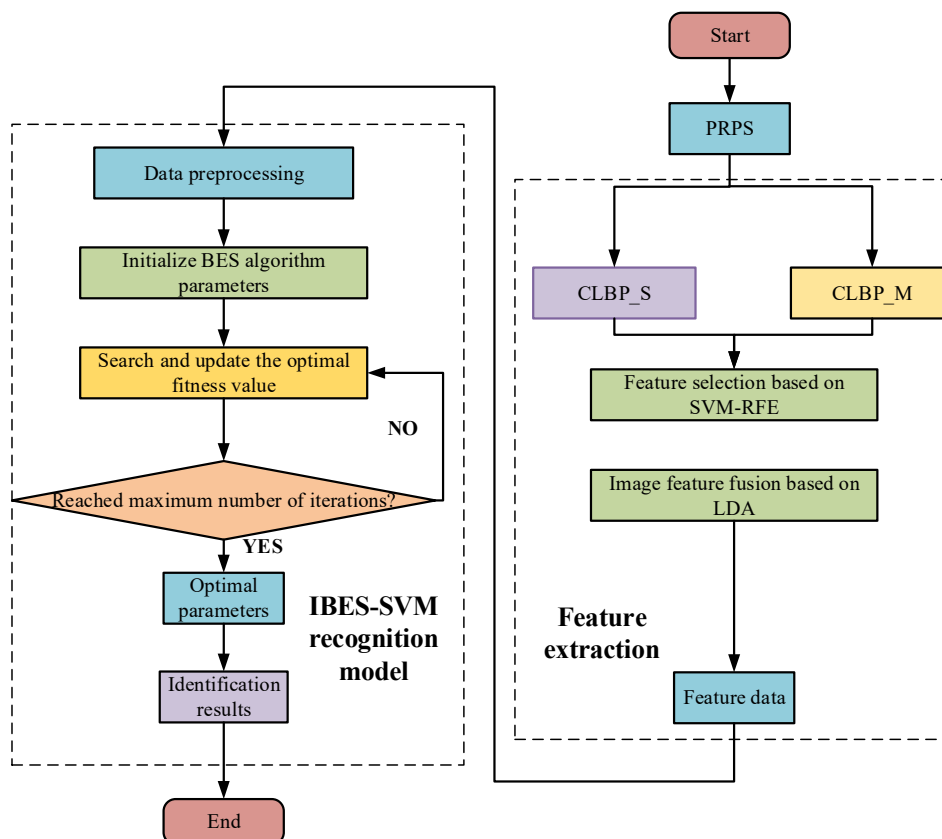 Start
PRPS
CLBP_S
CLBP_M
Feature selection based on
SVM-RFE
Image feature fusion based on
LDA
Feature
extraction
Feature data
Data preprocessing
Initialize BES algorithm
parameters
Search and update the optimal
fitness value
NO
Reached maximum number of iterations?
YES
Optimal
parameters
IBES-SVM
recognition
model
Identification
results
End